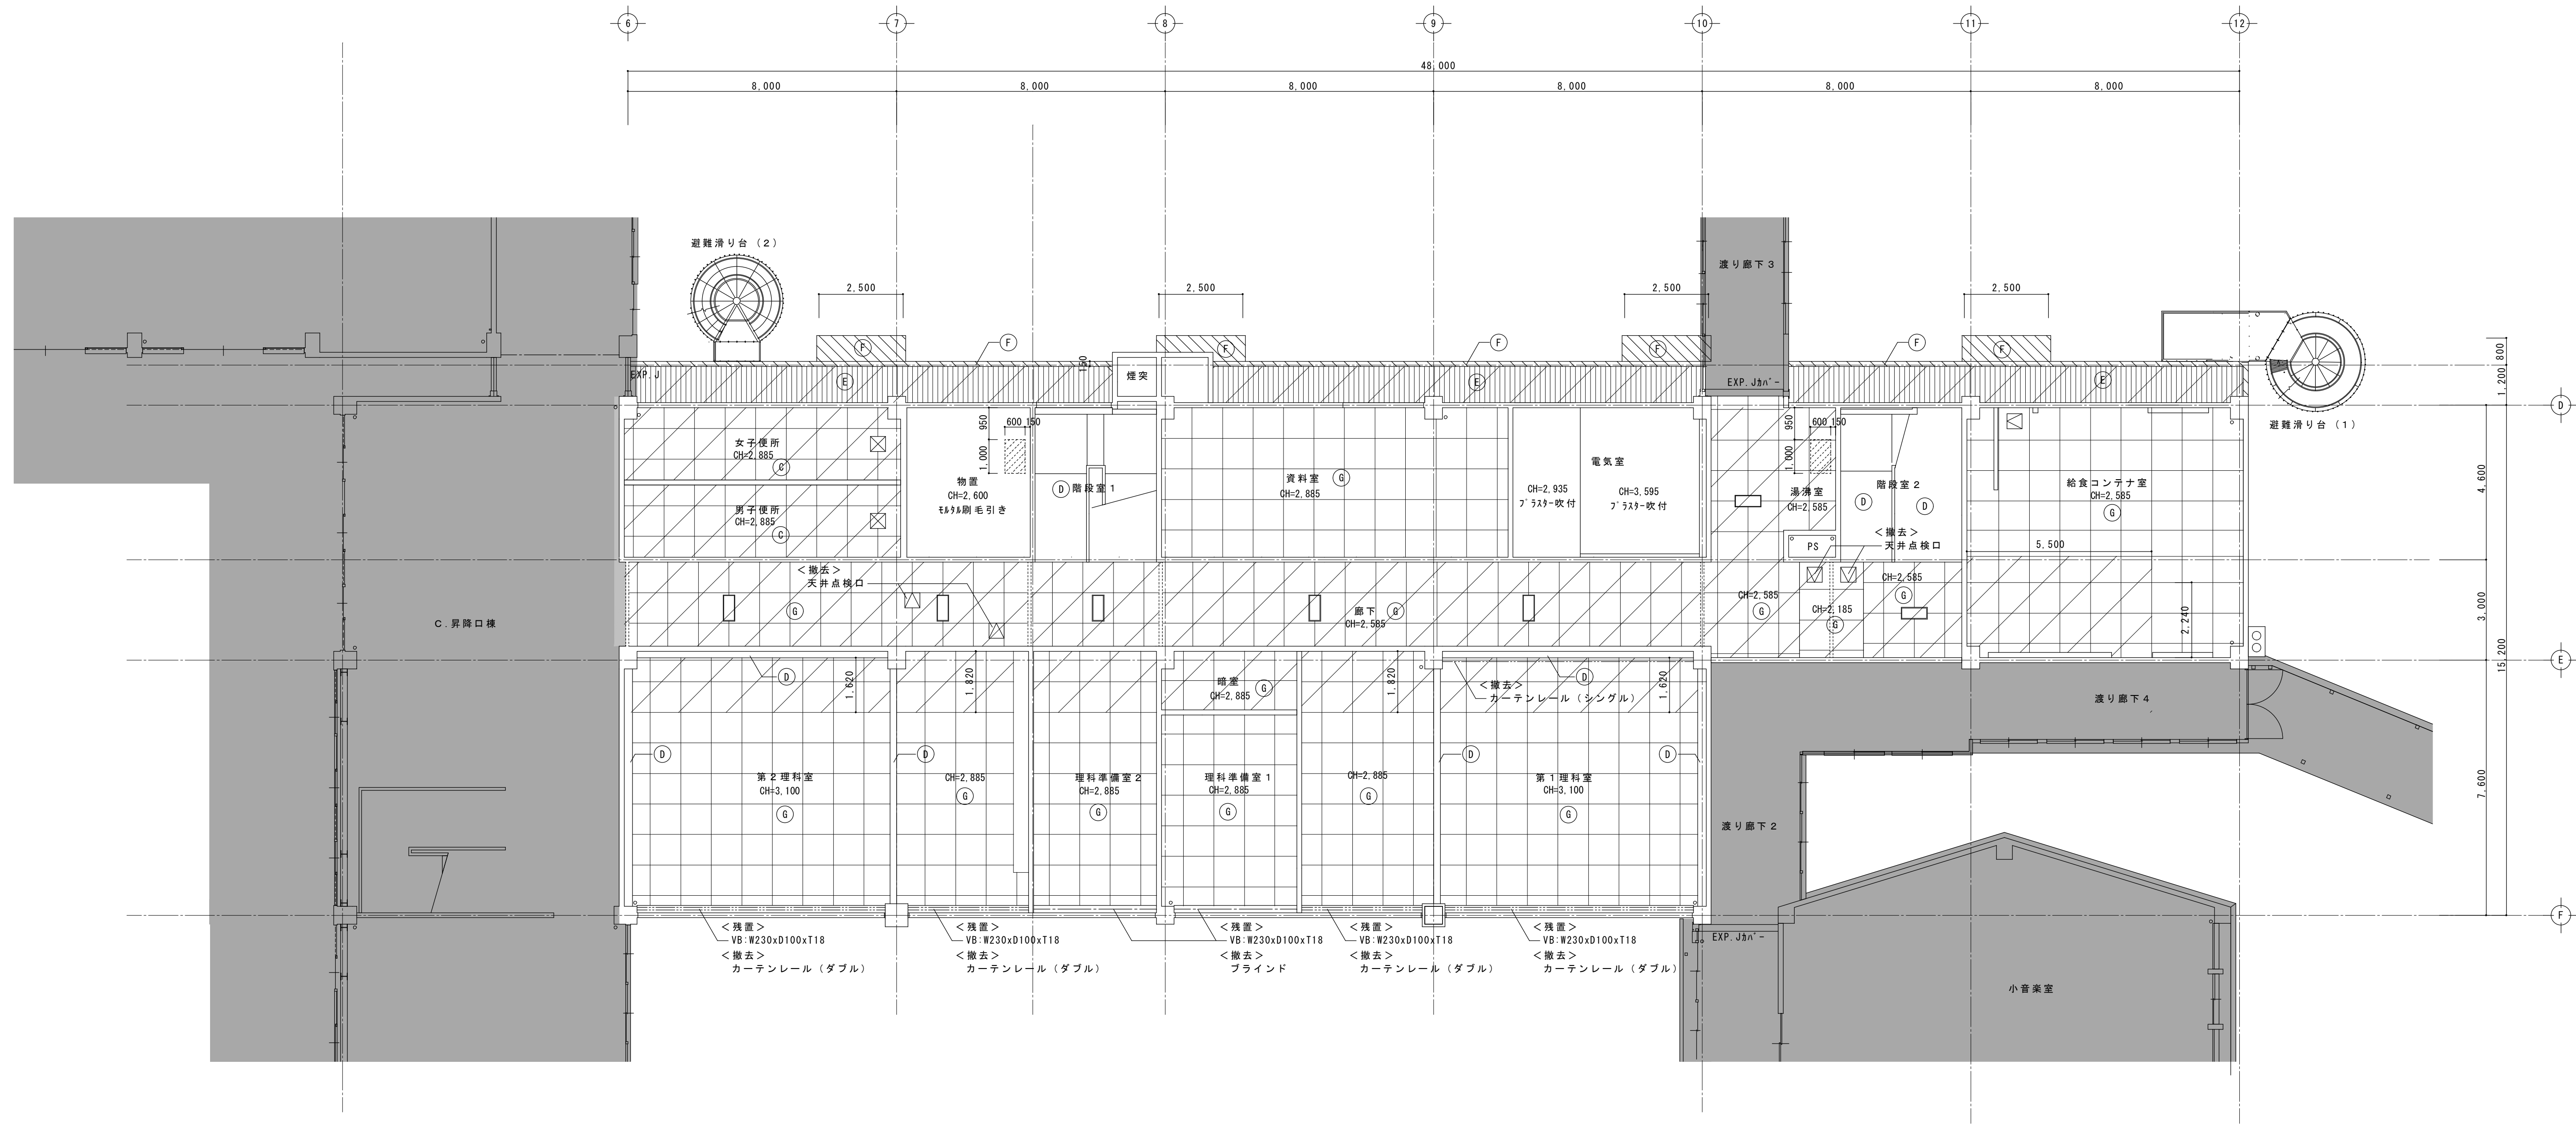 6 7 8 9 10 11 12
48,000
8,000 8,000 8,000 8,000 8,000 8,000
避難滑り台（２） 渡り廊下３
2,500 2,500 2,500 2,500
F F F F
F F F
800
1,200
EXP.J E 150 煙突 E EXP.Jｶﾊﾞｰ E
D
避難滑り台（１）
女子便所
CH=2,885
C
男子便所
CH=2,885
C
950
600 150
1,000
物置
CH=2,600
ﾓﾙﾀﾙ刷毛引き
D 階段室１
資料室
CH=2,885
G
電気室
CH=2,935
ﾌﾟﾗｽﾀｰ吹付
CH=3,595
ﾌﾟﾗｽﾀｰ吹付
950
600 150
1,000
湯沸室
CH=2,585
PS
階段室２
D D
＜撤去＞
天井点検口
給食コンテナ室
CH=2,585
G
5,500
2,240
4,600
3,000
15,200
7,600
＜撤去＞
天井点検口
G
廊下 G
CH=2,585
CH=2,585
G
CH=2,185
G
CH=2,585
G
C.昇降口棟
E
D
1,620
1,820
暗室
CH=2,885
G
1,820
＜撤去＞
カーテンレール（シングル）
D
1,620
渡り廊下４
D D D D
第２理科室
CH=3,100
G
CH=2,885
G
理科準備室２
CH=2,885
G
理科準備室１
CH=2,885
G
CH=2,885
G
第１理科室
CH=3,100
G
渡り廊下２
F
＜残置＞
VB:W230xD100xT18
＜撤去＞
カーテンレール（ダブル）
＜残置＞
VB:W230xD100xT18
＜撤去＞
カーテンレール（ダブル）
＜残置＞
VB:W230xD100xT18
＜撤去＞
ブラインド
＜残置＞
VB:W230xD100xT18
＜撤去＞
カーテンレール（ダブル）
＜残置＞
VB:W230xD100xT18
＜撤去＞
カーテンレール（ダブル）
EXP.Jｶﾊﾞｰ
小音楽室